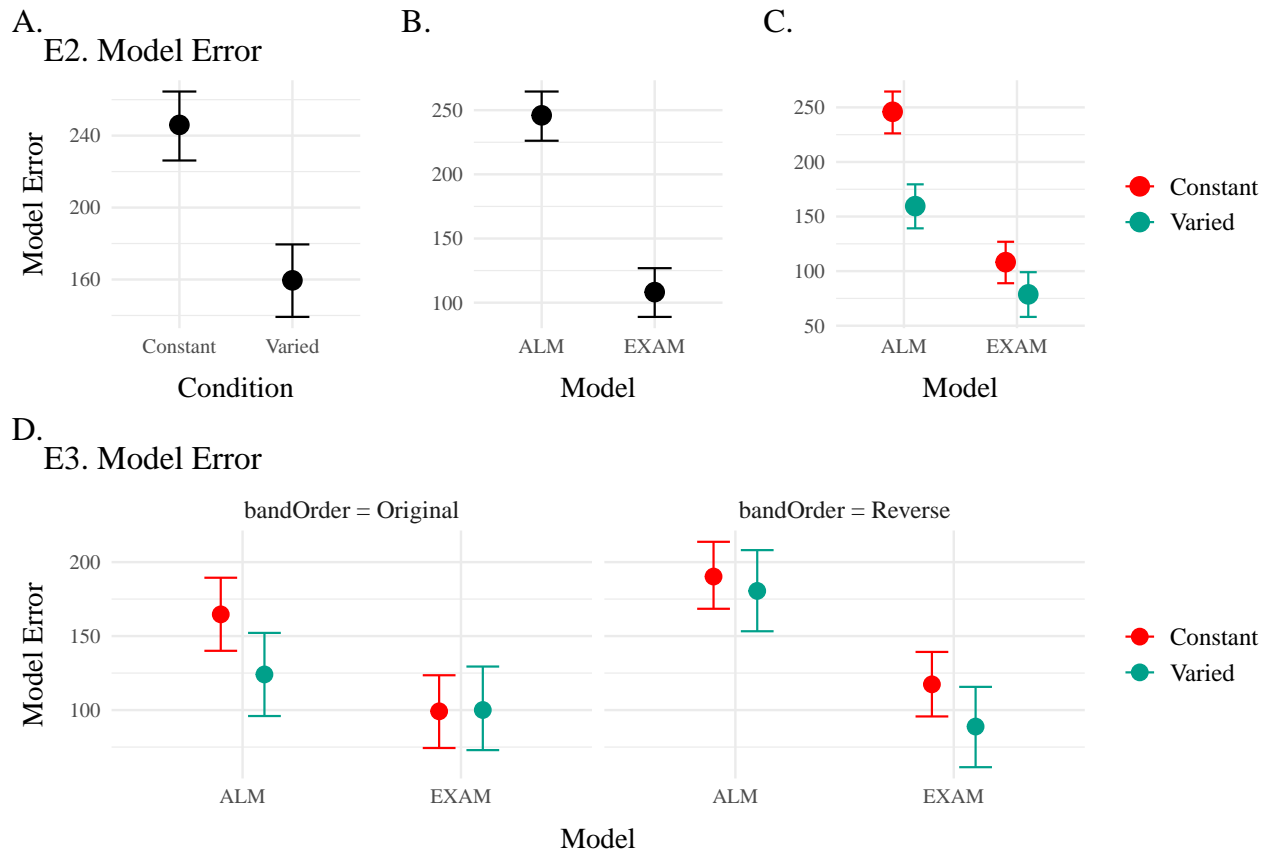 A.
E2. Model Error
Model Error
240
200
160
Constant Varied
Condition
B.
250
200
150
100
ALM EXAM
Model
C.
250
200
150
100
50
ALM EXAM
Model
Constant
Varied
D.
E3. Model Error
bandOrder = Original
bandOrder = Reverse
Model Error
200
150
100
ALM EXAM
ALM EXAM
Model
Constant
Varied